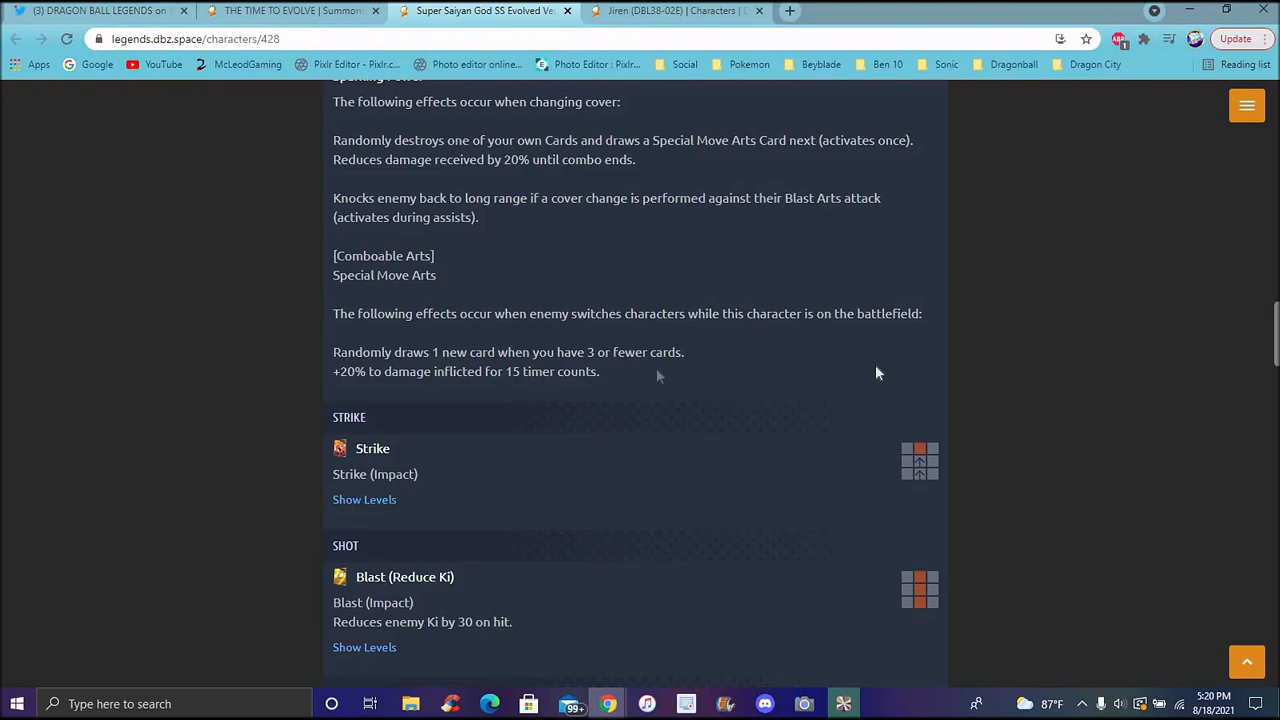 (3) DRAGON BALL LEGENDS on
THE TIME TO EVOLVE | Summons
Super Saiyan God SS Evolved Ve
Jiren (DBL38-02E) | Characters | D
legends.dbz.space/characters/428
ABP
1
Update
Apps
Google
YouTube
McLeodGaming
Pixlr Editor - Pixlr.c...
Photo editor online...
Photo Editor : Pixlr...
Social
Pokemon
Beyblade
Ben 10
Sonic
Dragonball
Dragon City
Reading list
The following effects occur when changing cover:
Randomly destroys one of your own Cards and draws a Special Move Arts Card next (activates once).
Reduces damage received by 20% until combo ends.
Knocks enemy back to long range if a cover change is performed against their Blast Arts attack
(activates during assists).
[Comboable Arts]
Special Move Arts
The following effects occur when enemy switches characters while this character is on the battlefield:
Randomly draws 1 new card when you have 3 or fewer cards.
+20% to damage inflicted for 15 timer counts.
STRIKE
Strike
Strike (Impact)
Show Levels
SHOT
Blast (Reduce Ki)
Blast (Impact)
Reduces enemy Ki by 30 on hit.
Show Levels
Type here to search
99+
87°F
5:20 PM
8/18/2021